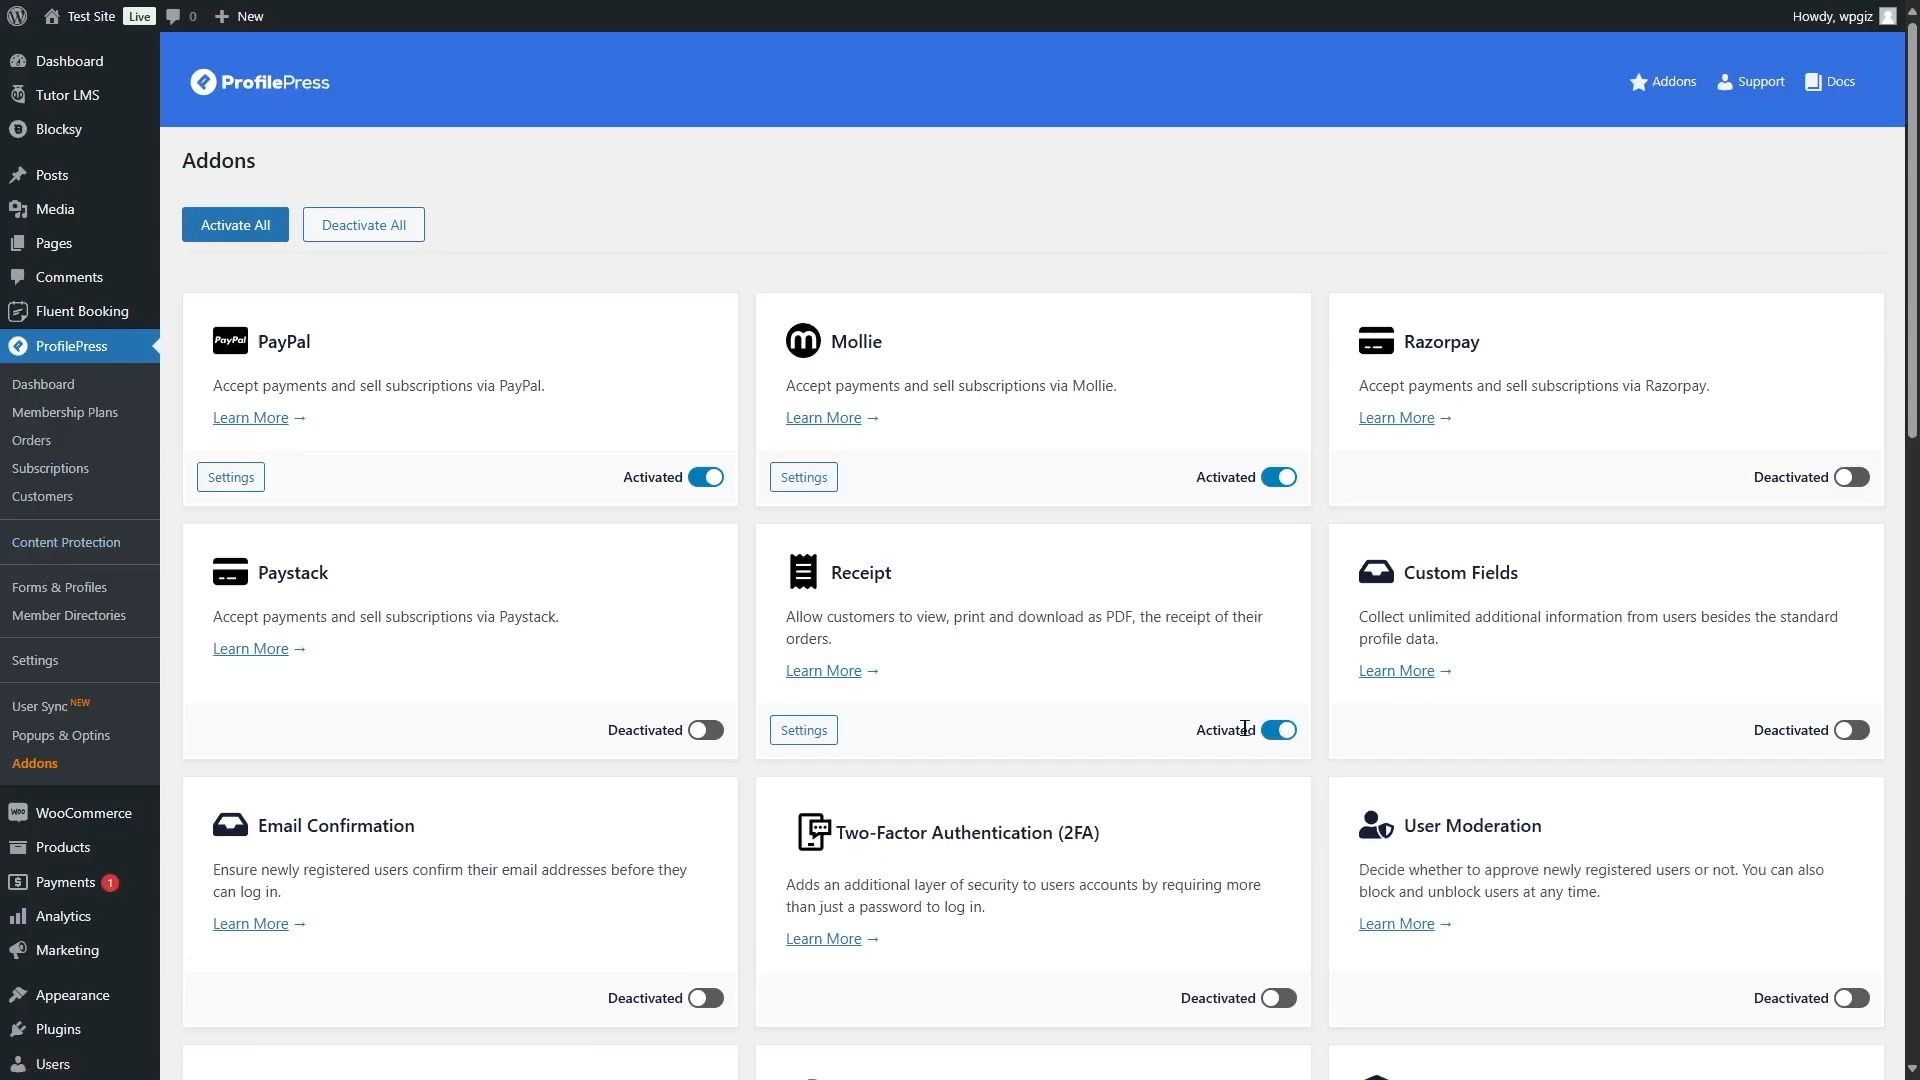 Test Site Live 0 New
Howdy, wpgiz
Dashboard
Tutor LMS
Blocksy
Posts
Media
Pages
Comments
Fluent Booking
ProfilePress
Dashboard
Membership Plans
Orders
Subscriptions
Customers
Content Protection
Forms & Profiles
Member Directories
Settings
User Sync NEW
Popups & Optins
Addons
WooCommerce
Products
Payments 1
Analytics
Marketing
Appearance
Plugins
Users
ProfilePress
Addons Support Docs
Addons
Activate All Deactivate All
PayPal
Accept payments and sell subscriptions via PayPal.
Learn More →
Settings Activated
Mollie
Accept payments and sell subscriptions via Mollie.
Learn More →
Settings Activated
Razorpay
Accept payments and sell subscriptions via Razorpay.
Learn More →
Deactivated
Paystack
Accept payments and sell subscriptions via Paystack.
Learn More →
Deactivated
Receipt
Allow customers to view, print and download as PDF, the receipt of their
orders.
Learn More →
Settings Activated
Custom Fields
Collect unlimited additional information from users besides the standard
profile data.
Learn More →
Deactivated
Email Confirmation
Ensure newly registered users confirm their email addresses before they
can log in.
Learn More →
Deactivated
Two-Factor Authentication (2FA)
Adds an additional layer of security to users accounts by requiring more
than just a password to log in.
Learn More →
Deactivated
User Moderation
Decide whether to approve newly registered users or not. You can also
block and unblock users at any time.
Learn More →
Deactivated